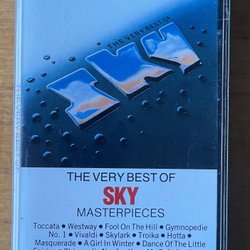 THE VERY BEST OF
SKY
THE VERY BEST OF
SKY
MASTERPIECES
Toccata • Westway • Fool On The Hill • Gymnopedie
No. 1 • Vivaldi • Skylark • Troika • Hotta •
Masquerade • A Girl In Winter • Dance Of The Little